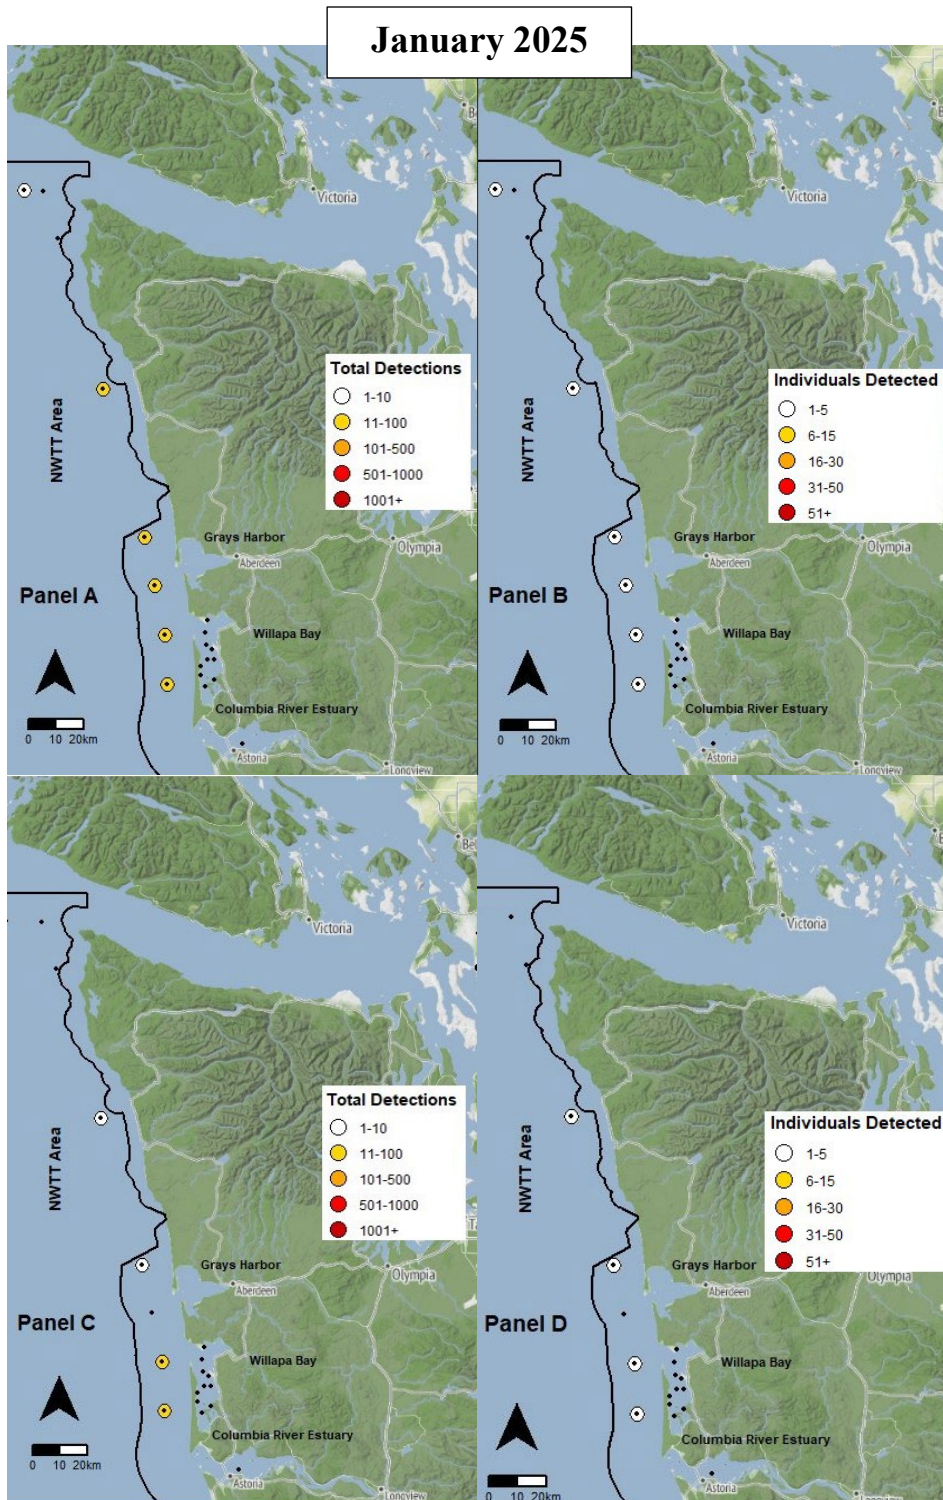 January 2025
Victoria
Total Detections
1-10
11-100
101-500
501-1000
1001+
NWTT Area
Grays Harbor
Aberdeen
Olympia
Panel A
Willapa Bay
Columbia River Estuary
0 10 20km
Astoria
Longview
Victoria
Individuals Detected
1-5
6-15
16-30
31-50
51+
NWTT Area
Grays Harbor
Aberdeen
Olympia
Panel B
Willapa Bay
Columbia River Estuary
0 10 20km
Astoria
Longview
Victoria
Total Detections
1-10
11-100
101-500
501-1000
1001+
NWTT Area
Grays Harbor
Aberdeen
Olympia
Panel C
Willapa Bay
Columbia River Estuary
0 10 20km
Astoria
Longview
Victoria
Individuals Detected
1-5
6-15
16-30
31-50
51+
NWTT Area
Grays Harbor
Aberdeen
Olympia
Panel D
Willapa Bay
Columbia River Estuary
0 10 20km
Astoria
Longview